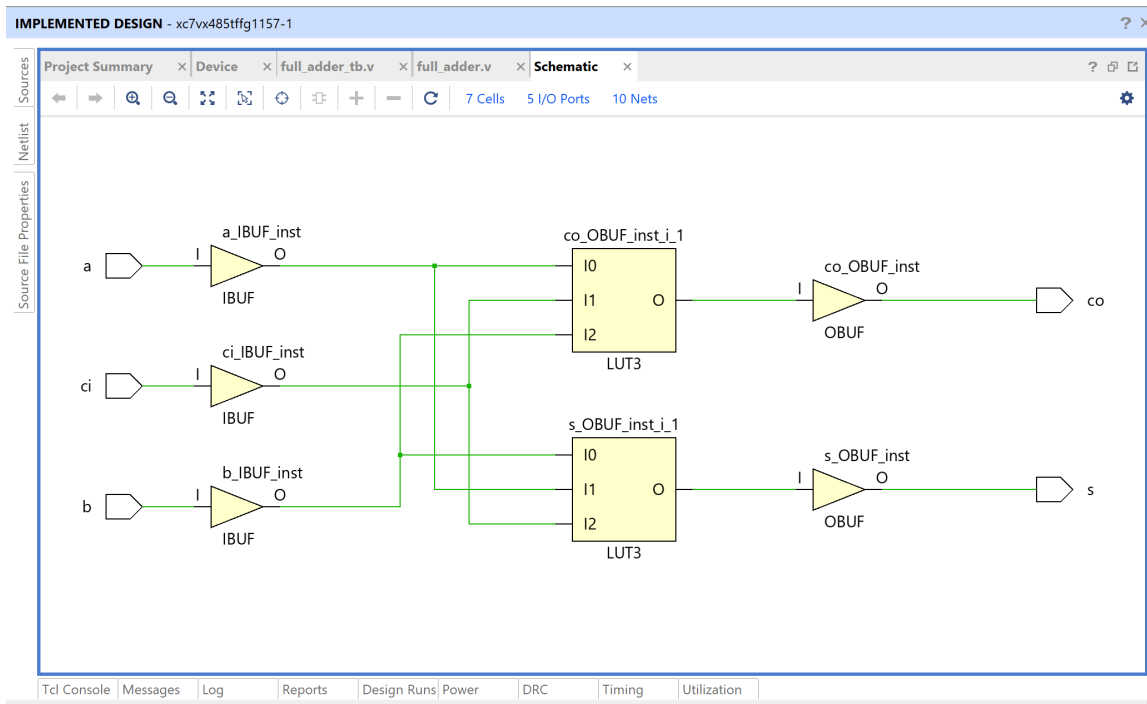 IMPLEMENTED DESIGN - xc7vx485tffg1157-1 ? ×
Sources
Netlist
Source File Properties
Project Summary × Device × full_adder_tb.v × full_adder.v × Schematic × ?
7 Cells 5 I/O Ports 10 Nets
a_IBUF_inst
a I O
IBUF
co_OBUF_inst_i_1
I0
I1 O
I2
LUT3
co_OBUF_inst
I O co
OBUF
ci_IBUF_inst
ci I O
IBUF
s_OBUF_inst_i_1
I0
I1 O
I2
LUT3
s_OBUF_inst
I O s
OBUF
b_IBUF_inst
b I O
IBUF
Tcl Console Messages Log Reports Design Runs Power DRC Timing Utilization